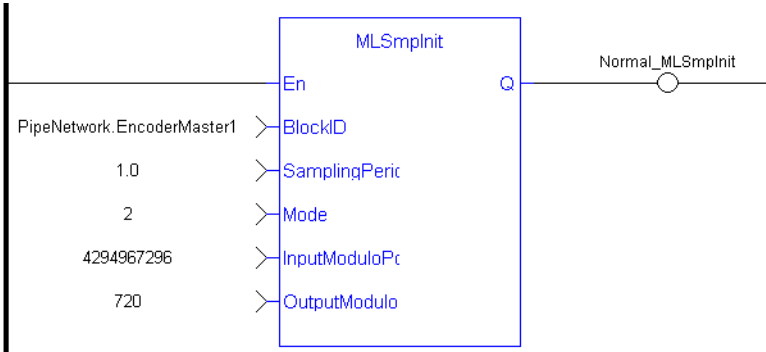 MLSmpInit
Normal_MLSmpInit
En
Q
PipeNetwork.EncoderMaster1
BlockID
1.0
SamplingPeric
2
Mode
4294967296
InputModuloPc
720
OutputModulo